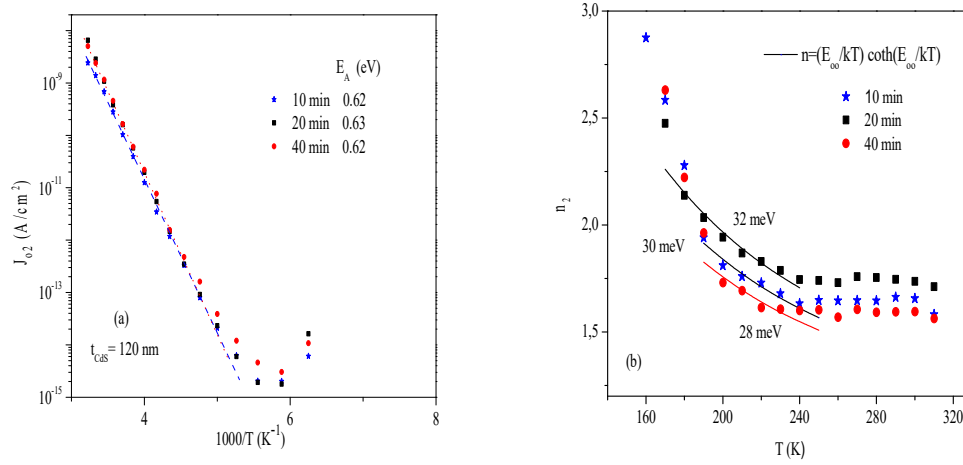 (a)
E_A (eV)
10 min 0.62
20 min 0.63
40 min 0.62
10^-9
10^-11
10^-13
10^-15
J_o2 (A/cm^2)
(a)
t_CdS = 120 nm
4 6 8
1000/T (K^-1)
3,0
2,5
2,0
1,5
n_2
n=(E_oo/kT) coth(E_oo/kT)
10 min
20 min
40 min
32 meV
30 meV
28 meV
(b)
160 200 240 280 320
T (K)